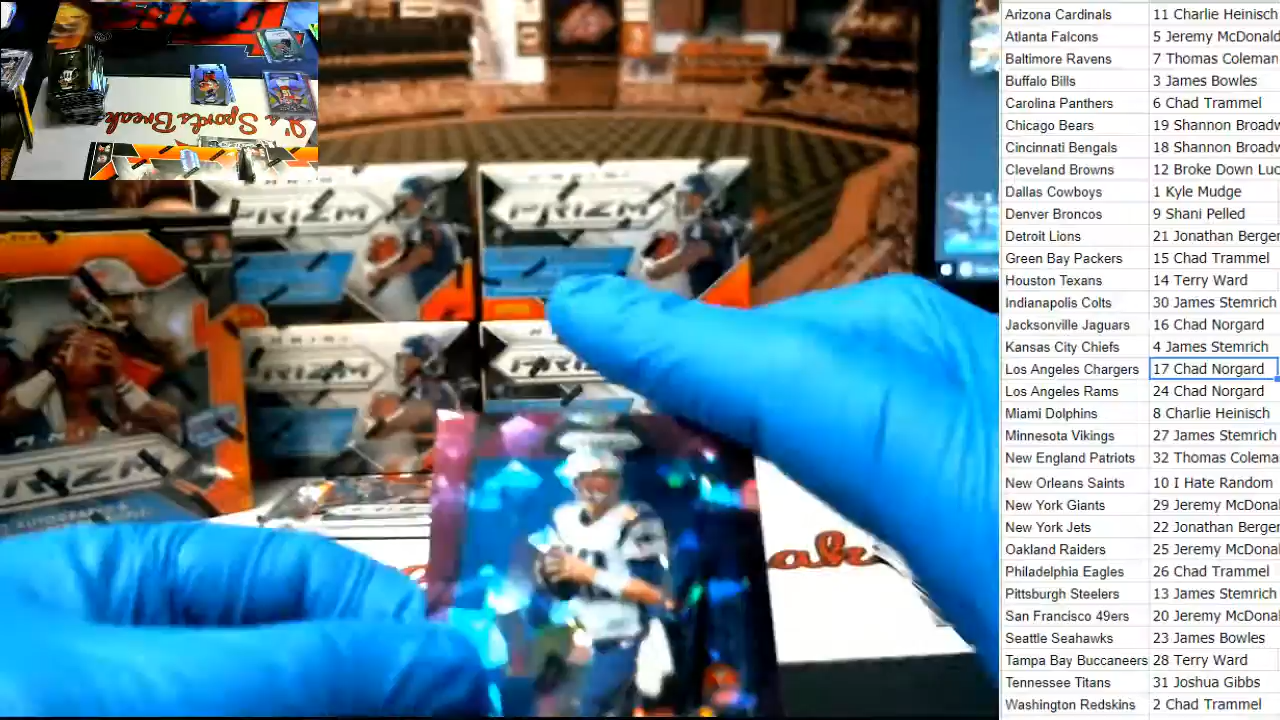 J's Sports Break
PRIZM
PRIZM
PRIZM
PRIZM
Arizona Cardinals 11 Charlie Heinisch
Atlanta Falcons 5 Jeremy McDonald
Baltimore Ravens 7 Thomas Coleman
Buffalo Bills 3 James Bowles
Carolina Panthers 6 Chad Trammel
Chicago Bears 19 Shannon Broadw
Cincinnati Bengals 18 Shannon Broadw
Cleveland Browns 12 Broke Down Luc
Dallas Cowboys 1 Kyle Mudge
Denver Broncos 9 Shani Pelled
Detroit Lions 21 Jonathan Berger
Green Bay Packers 15 Chad Trammel
Houston Texans 14 Terry Ward
Indianapolis Colts 30 James Stemrich
Jacksonville Jaguars 16 Chad Norgard
Kansas City Chiefs 4 James Stemrich
Los Angeles Chargers 17 Chad Norgard
Los Angeles Rams 24 Chad Norgard
Miami Dolphins 8 Charlie Heinisch
Minnesota Vikings 27 James Stemrich
New England Patriots 32 Thomas Colema
New Orleans Saints 10 I Hate Random
New York Giants 29 Jeremy McDona
New York Jets 22 Jonathan Berger
Oakland Raiders 25 Jeremy McDona
Philadelphia Eagles 26 Chad Trammel
Pittsburgh Steelers 13 James Stemrich
San Francisco 49ers 20 Jeremy McDonal
Seattle Seahawks 23 James Bowles
Tampa Bay Buccaneers 28 Terry Ward
Tennessee Titans 31 Joshua Gibbs
Washington Redskins 2 Chad Trammel